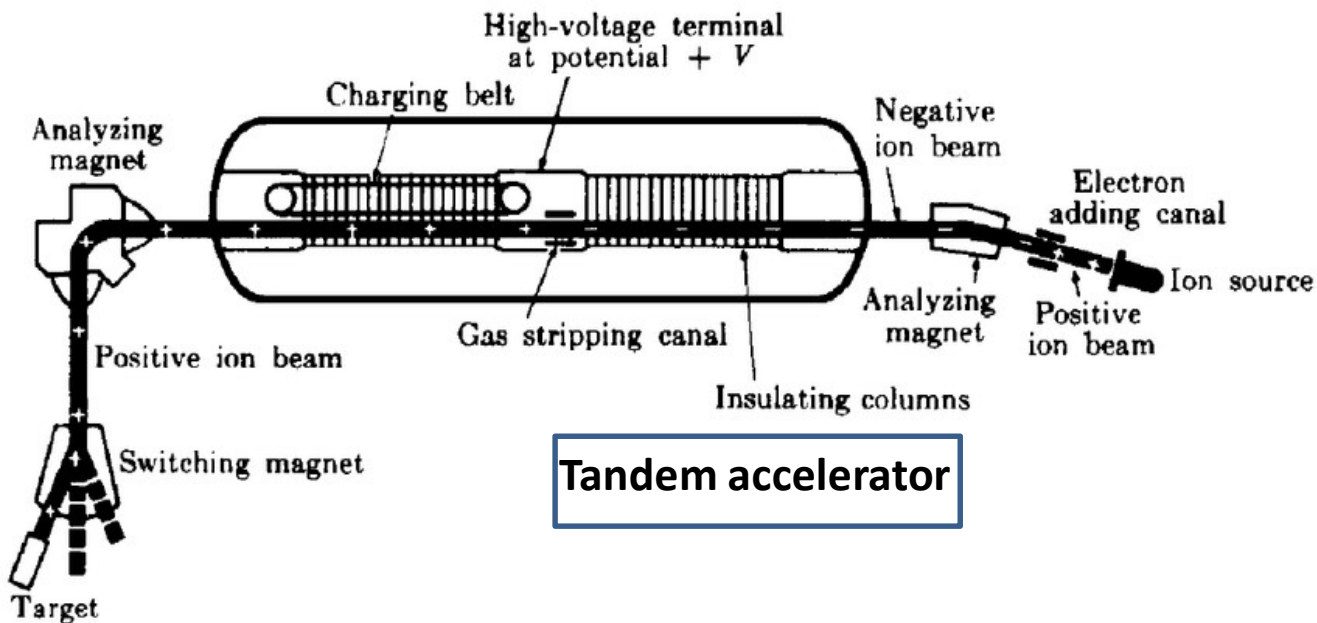 High-voltage terminal
at potential + V
Charging belt
Analyzing
magnet
Negative
ion beam
Electron
adding canal
Ion source
Positive
ion beam
Analyzing
magnet
Gas stripping canal
Insulating columns
Positive ion beam
Switching magnet
Tandem accelerator
Target